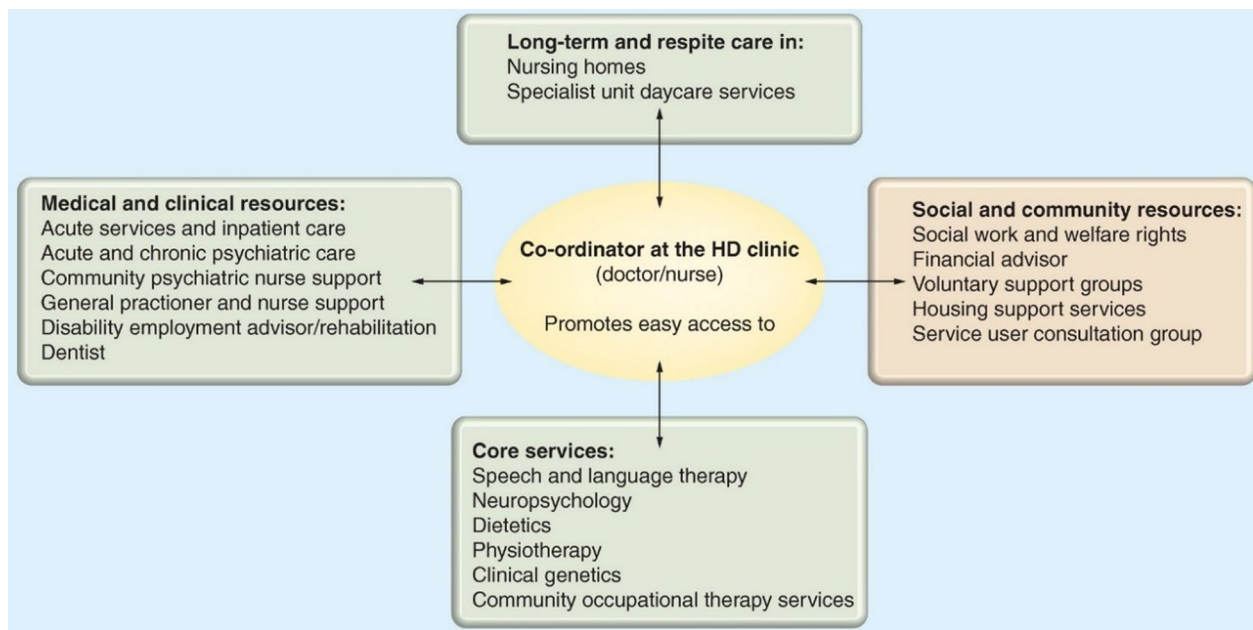 Long-term and respite care in:
Nursing homes
Specialist unit daycare services
Medical and clinical resources:
Acute services and inpatient care
Acute and chronic psychiatric care
Community psychiatric nurse support
General practioner and nurse support
Disability employment advisor/rehabilitation
Dentist
Co-ordinator at the HD clinic
(doctor/nurse)
Promotes easy access to
Social and community resources:
Social work and welfare rights
Financial advisor
Voluntary support groups
Housing support services
Service user consultation group
Core services:
Speech and language therapy
Neuropsychology
Dietetics
Physiotherapy
Clinical genetics
Community occupational therapy services